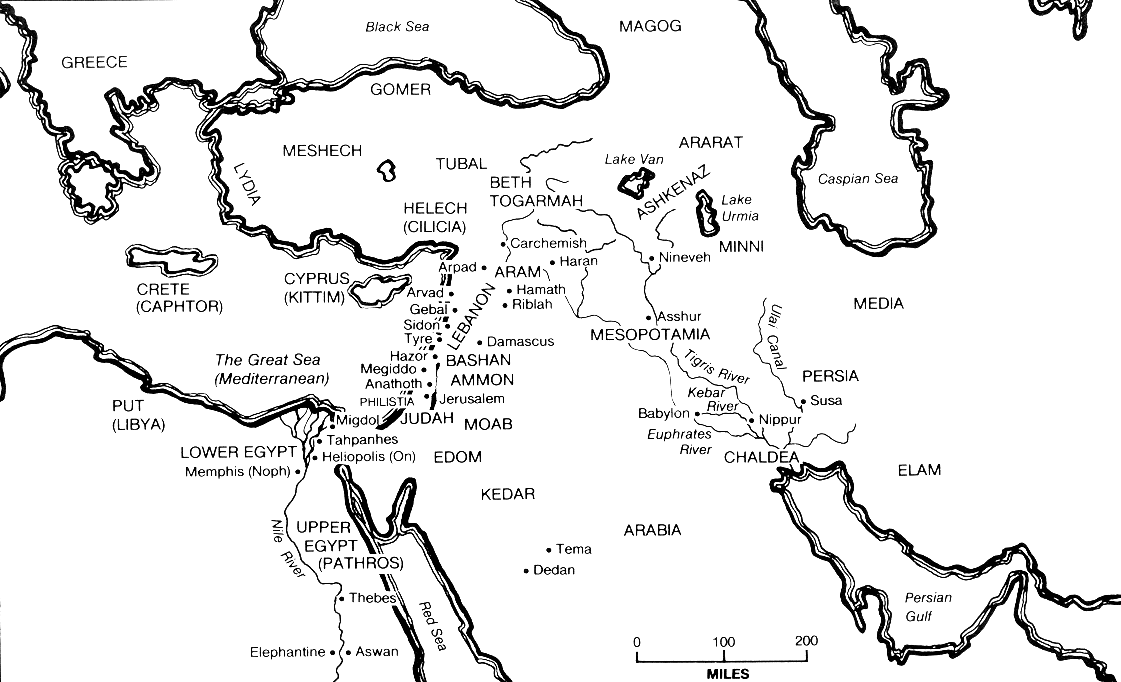 Black Sea
MAGOG
GREECE
GOMER
MESHECH
TUBAL
ARARAT
Lake Van
BETH
TOGARMAH
ASHKENAZ
Caspian Sea
LYDIA
Lake
Urmia
HELECH
(CILICIA)
MINNI
Carchemish
Haran
Nineveh
Arpad
ARAM
CRETE
(CAPHTOR)
CYPRUS
(KITTIM)
Arvad
Hamath
Riblah
MEDIA
Gebal
LEBANON
Sidon
Asshur
Ulai Canal
Tyre
Damascus
MESOPOTAMIA
The Great Sea
(Mediterranean)
Hazor
BASHAN
Megiddo
Tigris River
Anathoth
AMMON
PERSIA
PHILISTIA
Jerusalem
Kebar
River
Susa
PUT
(LIBYA)
Migdol
JUDAH
MOAB
Babylon
Nippur
Tahpanhes
Euphrates
River
LOWER EGYPT
Heliopolis (On)
EDOM
CHALDEA
Memphis (Noph)
ELAM
KEDAR
Nile River
UPPER
EGYPT
(PATHROS)
ARABIA
Tema
Dedan
Thebes
Red Sea
Persian
Gulf
Elephantine
Aswan
0 100 200
MILES